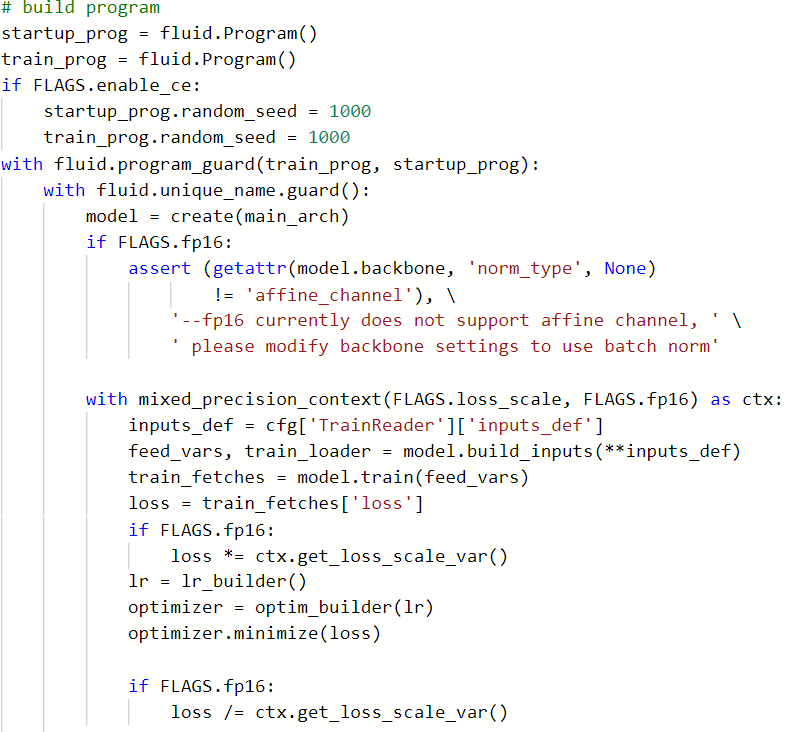 # build program
startup_prog = fluid.Program()
train_prog = fluid.Program()
if FLAGS.enable_ce:
    startup_prog.random_seed = 1000
    train_prog.random_seed = 1000
with fluid.program_guard(train_prog, startup_prog):
    with fluid.unique_name.guard():
        model = create(main_arch)
        if FLAGS.fp16:
            assert (getattr(model.backbone, 'norm_type', None)
                    != 'affine_channel'), \
                '--fp16 currently does not support affine channel, ' \
                ' please modify backbone settings to use batch norm'

        with mixed_precision_context(FLAGS.loss_scale, FLAGS.fp16) as ctx:
            inputs_def = cfg['TrainReader']['inputs_def']
            feed_vars, train_loader = model.build_inputs(**inputs_def)
            train_fetches = model.train(feed_vars)
            loss = train_fetches['loss']
            if FLAGS.fp16:
                loss *= ctx.get_loss_scale_var()
            lr = lr_builder()
            optimizer = optim_builder(lr)
            optimizer.minimize(loss)

            if FLAGS.fp16:
                loss /= ctx.get_loss_scale_var()